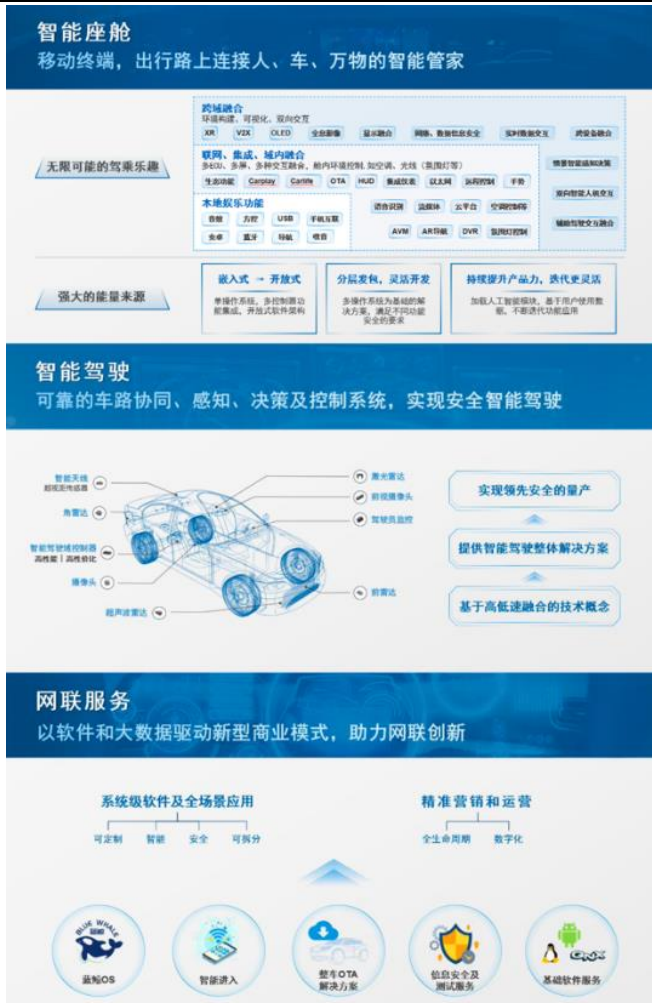 智能座舱
移动终端，出行路上连接人、车、万物的智能管家
无限可能的驾乘乐趣
跨域融合
环境构建、可视化、双向交互
XR V2X OLED 全息影像 显示融合 网络、数据信息安全 实时数据交互 跨设备融合
联网、集成、域内融合
多ECU、多屏、多种交互融合，舱内环境控制，如空调、光线（氛围灯等）
生态功能 Carplay Carlife OTA HUD 集成仪表 以太网 远程控制 手势
情景智能感知决策
本地娱乐功能
语音识别 流媒体 云平台 空调控制等
双向智能人机交互
音效 方控 USB 手机互联
安卓 蓝牙 导航 收音
AVM AR导航 DVR 氛围灯控制
辅助驾驶交互融合
强大的能量来源
嵌入式 → 开放式
单操作系统，多控制器功
能集成，开放式软件架构
分层发包，灵活开发
多操作系统为基础的解
决方案，满足不同功能
安全的要求
持续提升产品力，迭代更灵活
加载人工智能模块，基于用户使用数
据，不断迭代功能应用
智能驾驶
可靠的车路协同、感知、决策及控制系统，实现安全智能驾驶
智能天线
超视距传感器
角雷达
智能驾驶域控制器
高性能｜高性价比
摄像头
超声波雷达
激光雷达
前视摄像头
驾驶员监控
前雷达
实现领先安全的量产
提供智能驾驶整体解决方案
基于高低速融合的技术概念
网联服务
以软件和大数据驱动新型商业模式，助力网联创新
系统级软件及全场景应用
可定制 智能 安全 可拆分
精准营销和运营
全生命周期 数字化
BLUE WHALE
蓝鲸OS
智能进入
整车OTA
解决方案
信息安全及
测试服务
QNX
基础软件服务